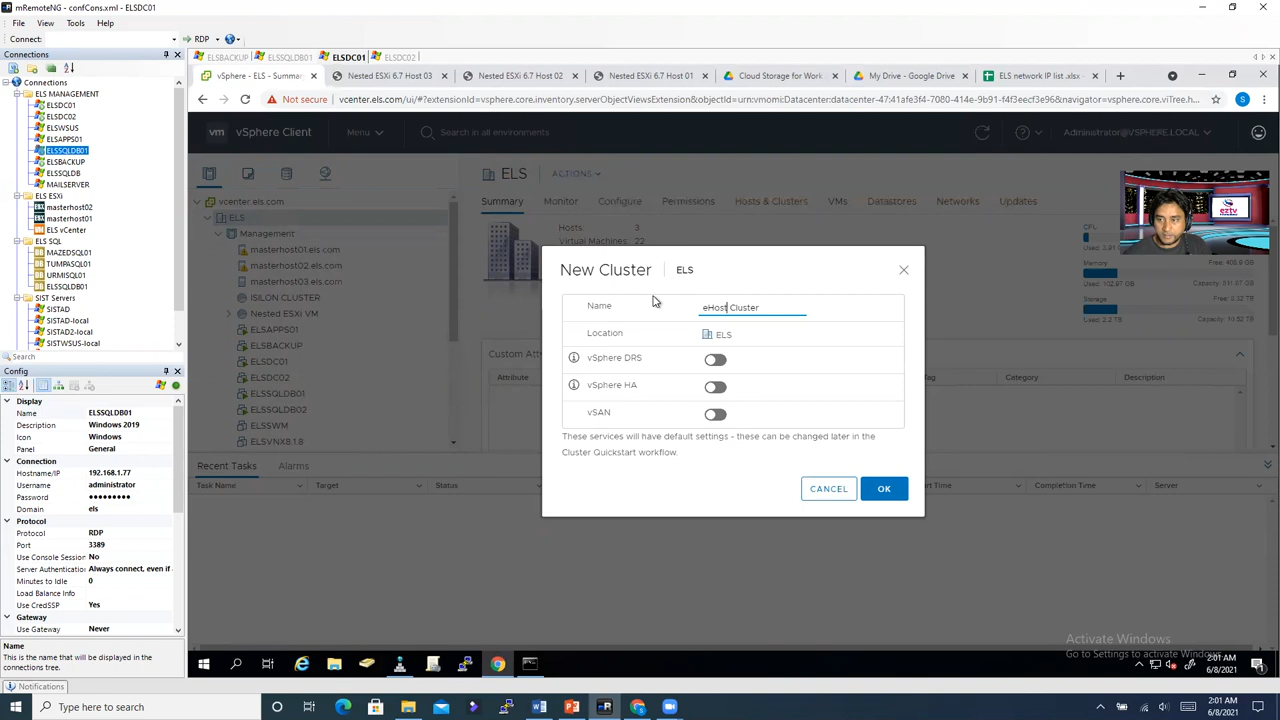 mRemoteNG - confCons.xml - ELSDC01
File View Tools Help
Connect: RDP
Connections
ELSBACKUP ELSSQLDB01 ELSDC01 ELSDC02
vSphere - ELS - Summar Nested ESXi 6.7 Host 03 Nested ESXi 6.7 Host 02 Nested ESXi 6.7 Host 01 Cloud Storage for Work My Drive - Google Drive ELS network IP list.xlsx -
Not secure vcenter.els.com/ui/#?extensionId=vsphere.core.inventory.serverObjectViewsExtension&objectId=urn:vmomi:Datacenter:datacenter-47:413fe3f4-7080-414e-9b91-f4f3eecf3e96&navigator=vsphere.core.viTree.h... S
vm vSphere Client Menu Search in all environments Administrator@VSPHERE.LOCAL
Connections
ELS MANAGEMENT
ELSDC01
ELSDC02
ELSWSUS
ELSAPPS01
ELSSQLDB01
ELSBACKUP
ELSSQLDB
MAILSERVER
ELS ESXi
masterhost02
masterhost01
ELS vCenter
ELS SQL
MAZEDSQL01
TUMPASQL01
URMISQL01
ELSSQLDB01
SIST Servers
SISTAD
SISTAD-local
SISTAD2-local
SISTWSUS-local
Search
vcenter.els.com
ELS
Management
masterhost01.els.com
masterhost02.els.com
masterhost03.els.com
ISILON CLUSTER
Nested ESXi VM
ELSAPPS01
ELSBACKUP
ELSDC01
ELSDC02
ELSSQLDB01
ELSSQLDB02
ELSSWM
ELSVNX8.1.8
ELS ACTIONS
Summary Monitor Configure Permissions Hosts & Clusters VMs Datastores Networks Updates
Hosts: 3
Virtual Machines: 22
eztv
CPU
Memory
Storage
Custom At
Attribute
Tag Category Description
New Cluster ELS
Name eHost Cluster
Location ELS
vSphere DRS
vSphere HA
vSAN
These services will have default settings - these can be changed later in the
Cluster Quickstart workflow.
CANCEL OK
Recent Tasks Alarms
Task Name Target Status Start Time Completion Time Server
Config
Display
Name ELSSQLDB01
Description Windows 2019
Icon Windows
Panel General
Connection
Hostname/IP 192.168.1.77
Username administrator
Password ●●●●●●●●●
Domain els
Protocol
Protocol RDP
Port 3389
Use Console Session No
Server Authentication Always connect, even if
Minutes to Idle 0
Load Balance Info
Use CredSSP Yes
Gateway
Use Gateway Never
Name
This is the name that will be displayed in the
connections tree.
Notifications
Activate Windows
Go to Settings to activate Windows.
2:01 AM
6/8/2021
Type here to search
2:01 AM
6/8/2021